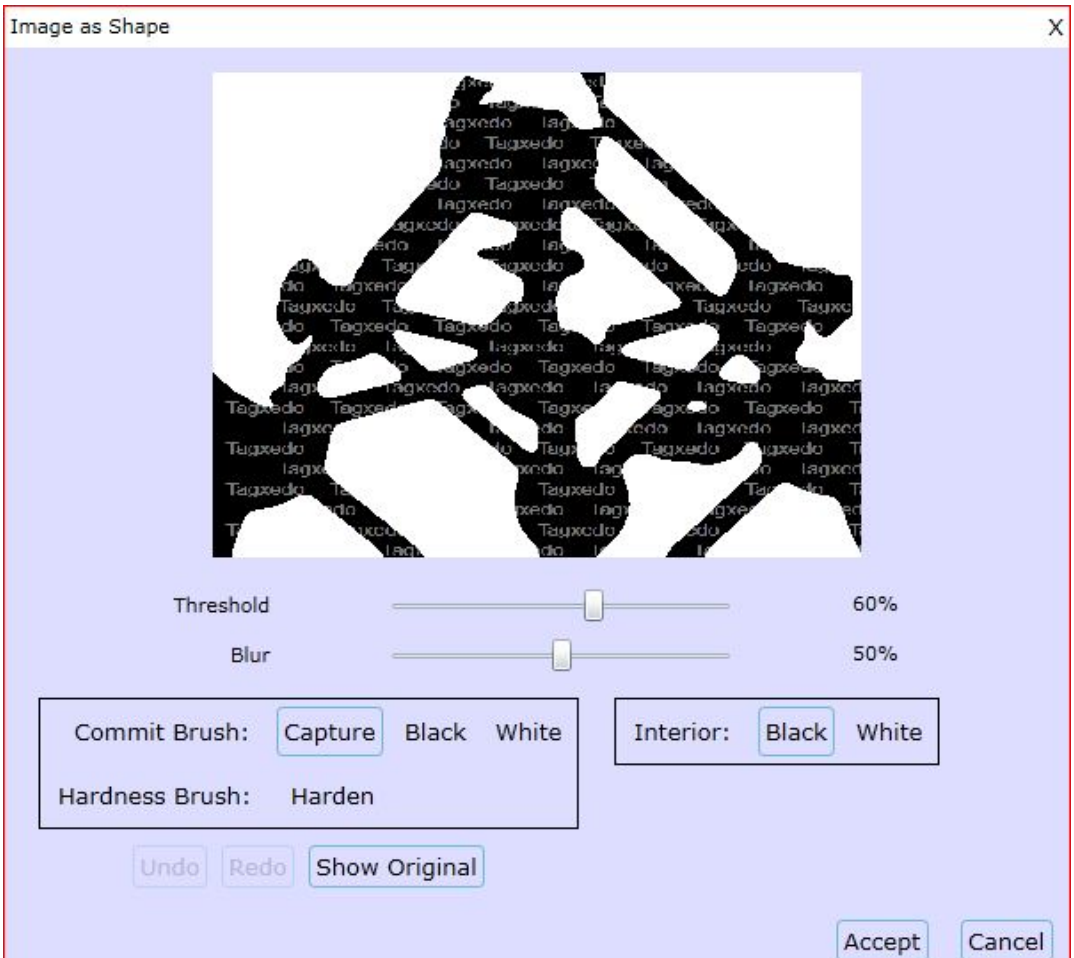 Image as Shape X
Threshold 60%
Blur 50%
Commit Brush: Capture Black White
Interior: Black White
Hardness Brush: Harden
Undo Redo Show Original
Accept Cancel